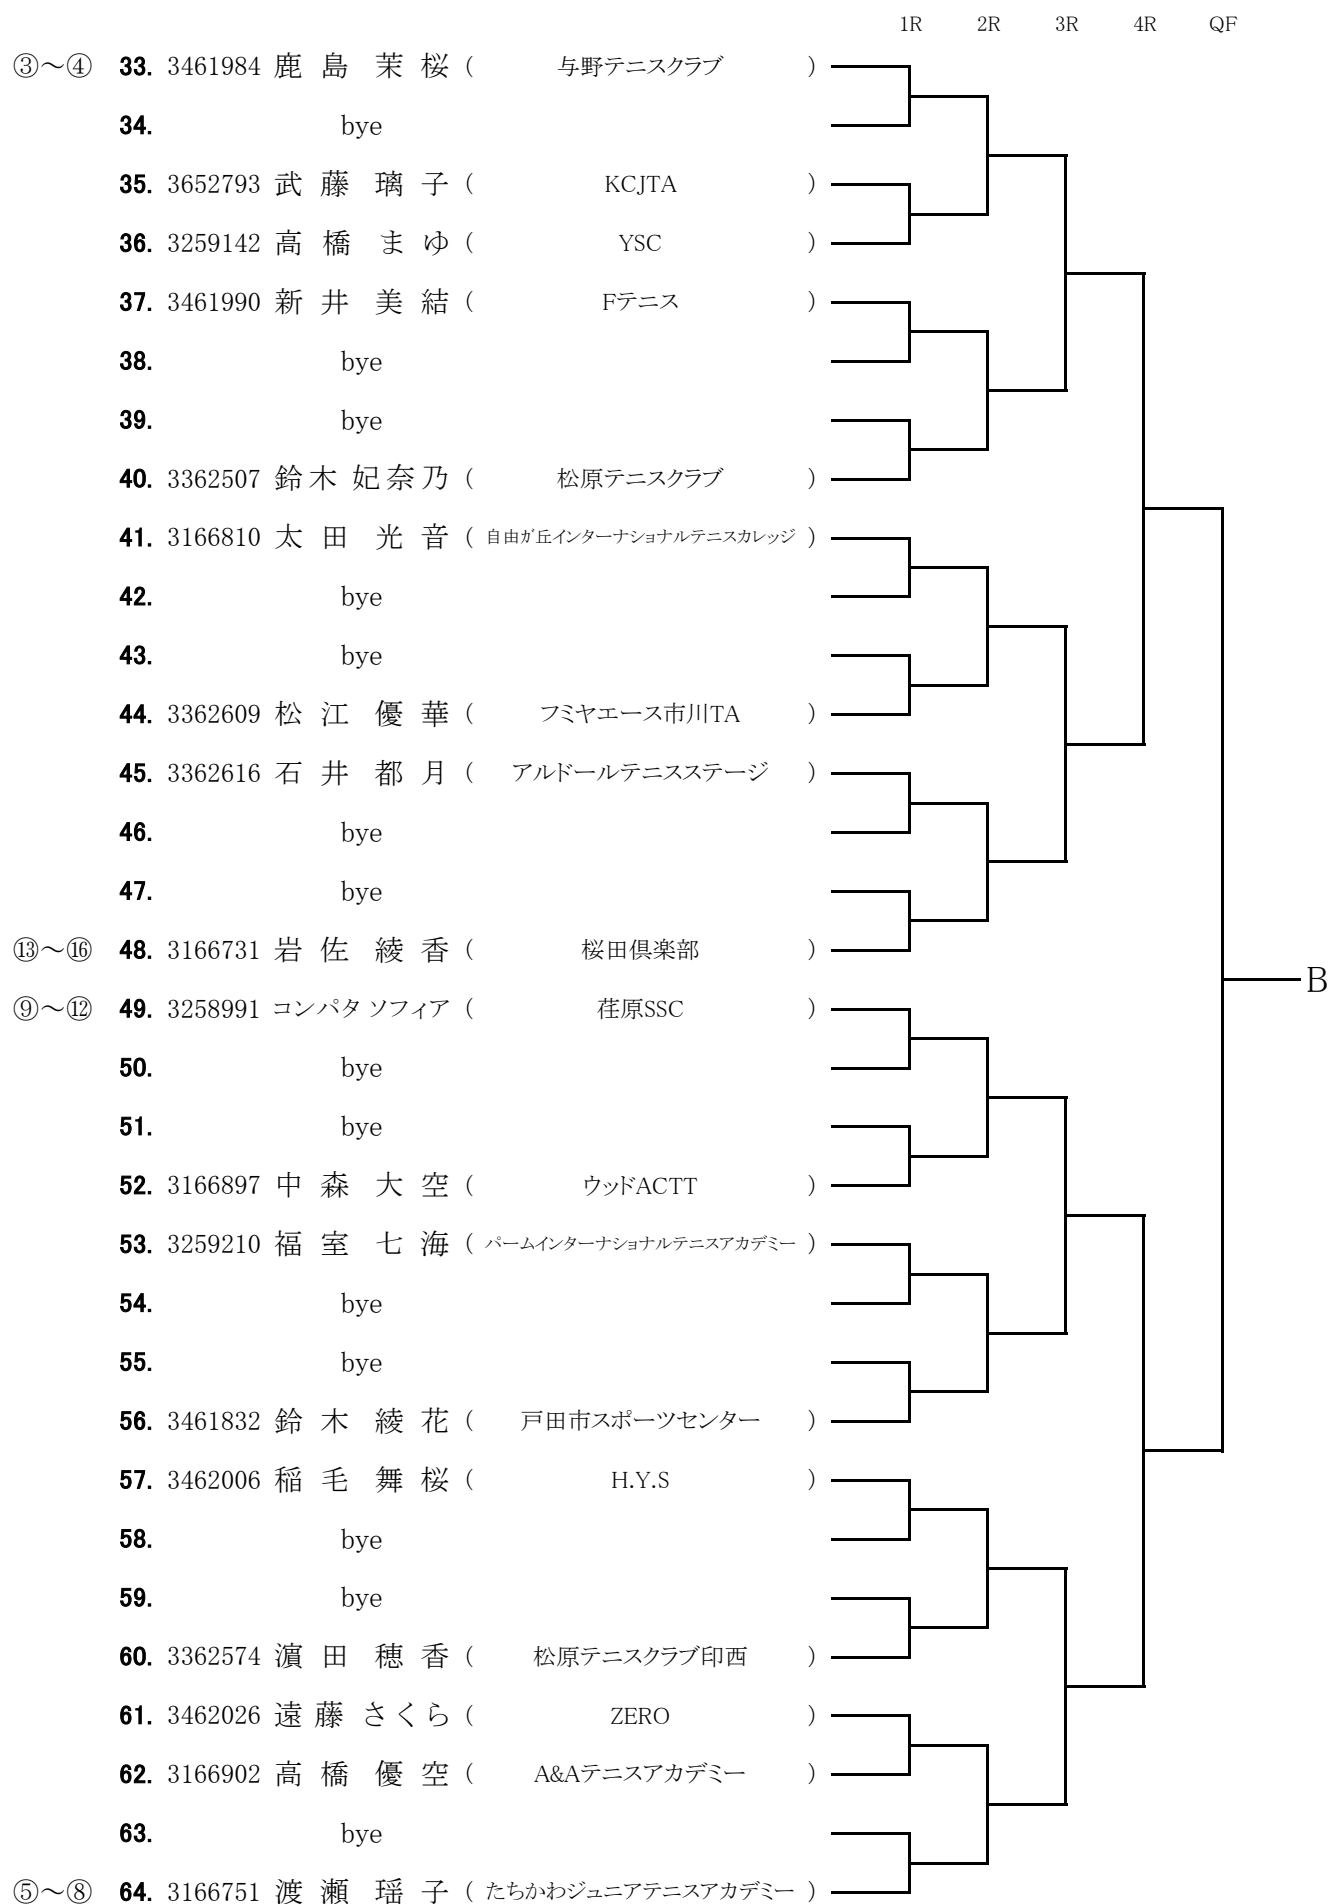 1R 2R 3R 4R QF
③～④ 33. 3461984 鹿島 茉桜 ( 与野テニスクラブ )
34. bye
35. 3652793 武藤 璃子 ( KCJTA )
36. 3259142 高橋 まゆ ( YSC )
37. 3461990 新井 美結 ( Fテニス )
38. bye
39. bye
40. 3362507 鈴木 妃奈乃 ( 松原テニスクラブ )
41. 3166810 太田 光音 ( 自由が丘インターナショナルテニスカレッジ )
42. bye
43. bye
44. 3362609 松江 優華 ( フミヤエース市川TA )
45. 3362616 石井 都月 ( アルドールテニスステージ )
46. bye
47. bye
⑬～⑯ 48. 3166731 岩佐 綾香 ( 桜田倶楽部 )
B
⑨～⑫ 49. 3258991 コンパタ ソフィア ( 荏原SSC )
50. bye
51. bye
52. 3166897 中森 大空 ( ウッドACTT )
53. 3259210 福室 七海 ( パームインターナショナルテニスアカデミー )
54. bye
55. bye
56. 3461832 鈴木 綾花 ( 戸田市スポーツセンター )
57. 3462006 稲毛 舞桜 ( H.Y.S )
58. bye
59. bye
60. 3362574 濵田 穂香 ( 松原テニスクラブ印西 )
61. 3462026 遠藤 さくら ( ZERO )
62. 3166902 高橋 優空 ( A&Aテニスアカデミー )
63. bye
⑤～⑧ 64. 3166751 渡瀬 瑶子 ( たちかわジュニアテニスアカデミー )